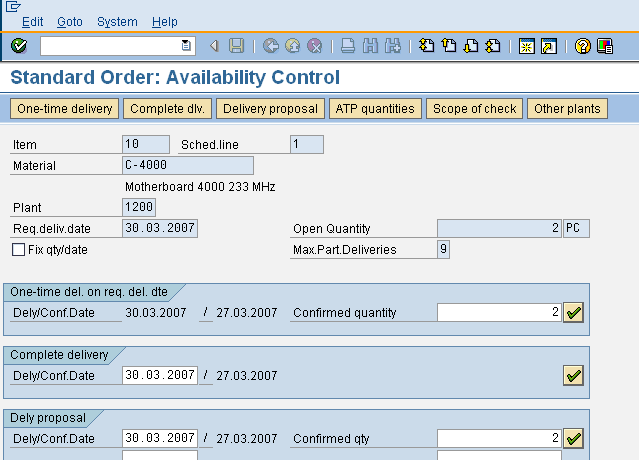 Edit Goto System Help
Standard Order: Availability Control
One-time delivery Complete dlv. Delivery proposal ATP quantities Scope of check Other plants
Item 10 Sched.line 1
Material C-4000
Motherboard 4000 233 MHz
Plant 1200
Req.deliv.date 30.03.2007 Open Quantity 2 PC
Fix qty/date Max.Part.Deliveries 9
One-time del. on req. del. dte
Dely/Conf.Date 30.03.2007 / 27.03.2007 Confirmed quantity 2
Complete delivery
Dely/Conf.Date 30.03.2007 / 27.03.2007
Dely proposal
Dely/Conf.Date 30.03.2007 / 27.03.2007 Confirmed qty 2